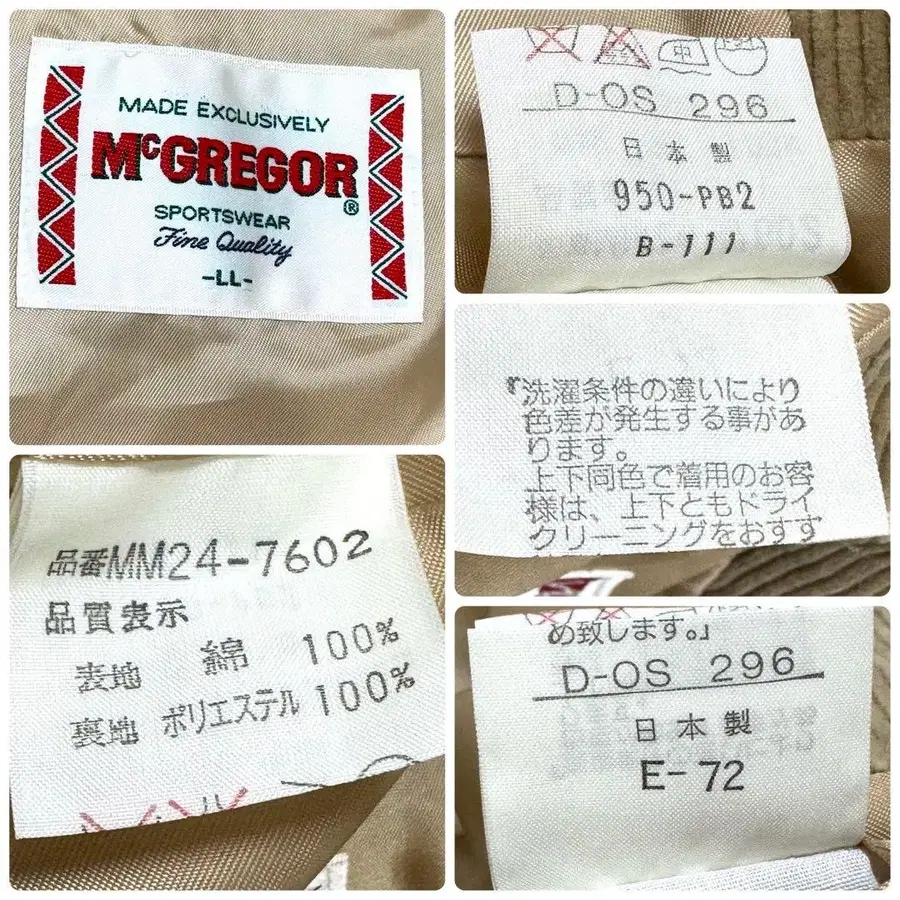 MADE EXCLUSIVELY
McGREGOR®
SPORTSWEAR
Fine Quality
-LL-
中
D-OS 296
日本製
950-PB2
B-111
『洗濯条件の違いにより
色差が発生する事があ
ります。
上下同色で着用のお客
様は、上下ともドライ
クリーニングをおすす
品番MM24-7602
品質表示
表地 綿 100%
裏地 ポリエステル 100%
め致します。』
D-OS 296
日本製
E-72